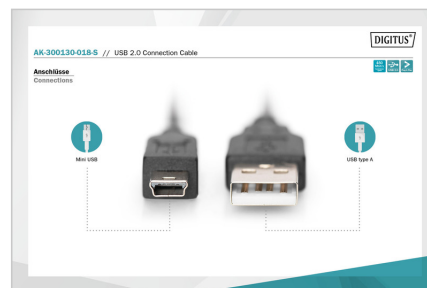 DIGITUS®
AK-300130-018-S // USB 2.0 Connection Cable
Anschlüsse
Connections
Mini USB
USB type A